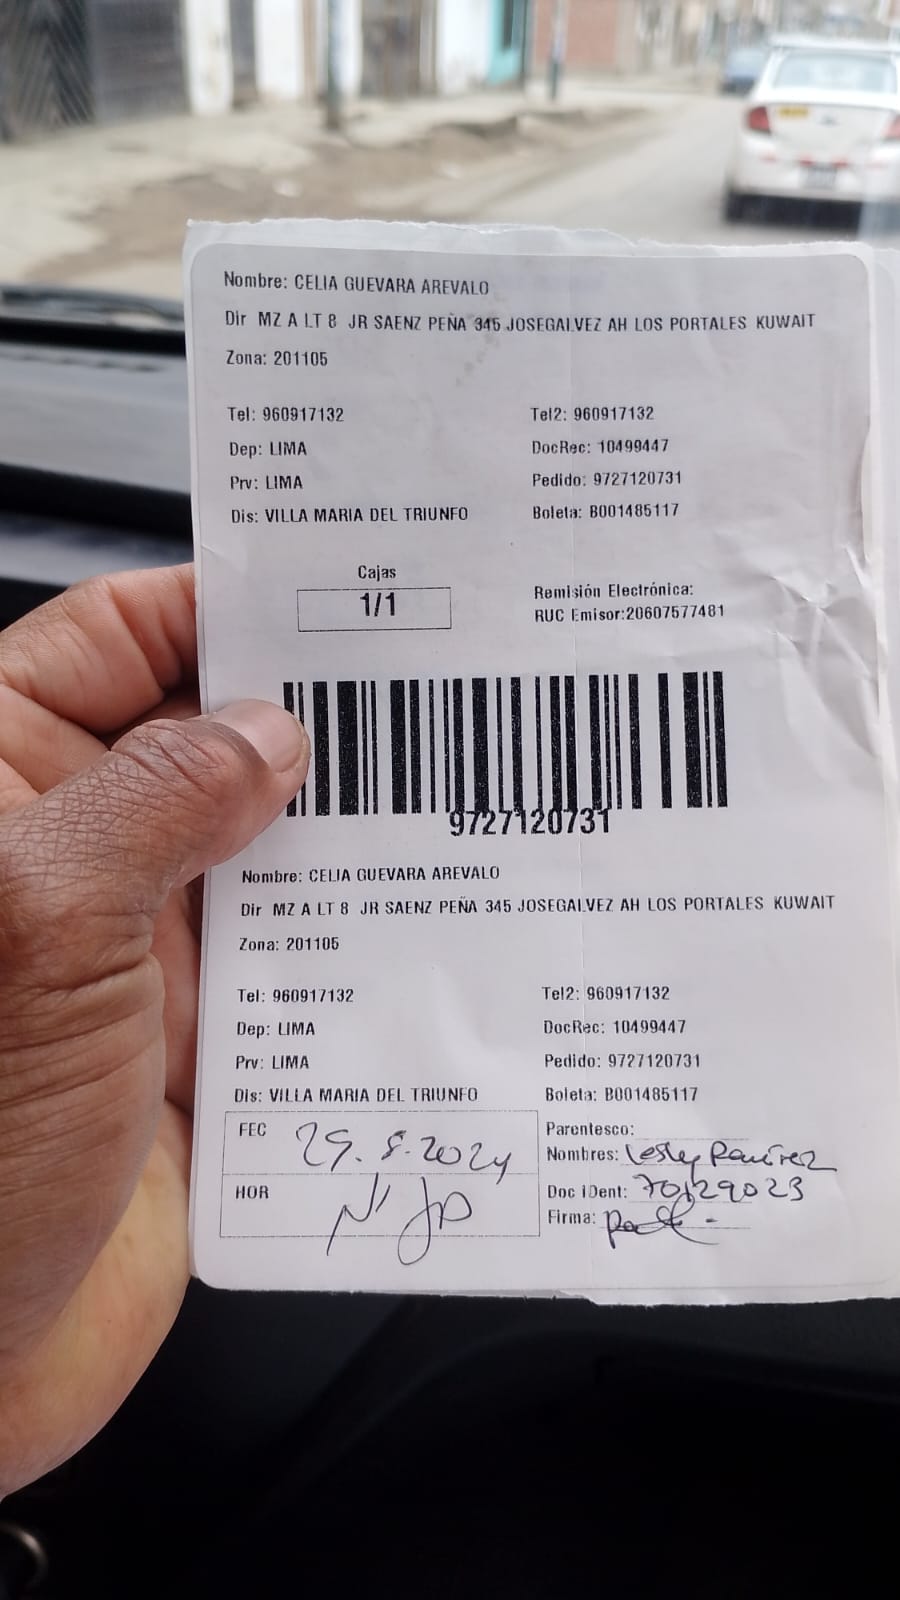 Nombre: CELIA GUEVARA AREVALO
Dir MZ A LT 8 JR SAENZ PEÑA 345 JOSEGALVEZ AH LOS PORTALES KUWAIT
Zona: 201105
Tel: 960917132 Tel2: 960917132
Dep: LIMA DocRec: 10499447
Prv: LIMA Pedido: 9727120731
Dis: VILLA MARIA DEL TRIUNFO Boleta: B001485117
Cajas
1/1
Remisión Electrónica:
RUC Emisor:20607577481
9727120731
Nombre: CELIA GUEVARA AREVALO
Dir MZ A LT 8 JR SAENZ PEÑA 345 JOSEGALVEZ AH LOS PORTALES KUWAIT
Zona: 201105
Tel: 960917132 Tel2: 960917132
Dep: LIMA DocRec: 10499447
Prv: LIMA Pedido: 9727120731
Dis: VILLA MARIA DEL TRIUNFO Boleta: B001485117
FEC 29.8.2024
HOR
Parentesco:
Nombres: Lesly Ramirez
Doc iDent: 70129023
Firma: